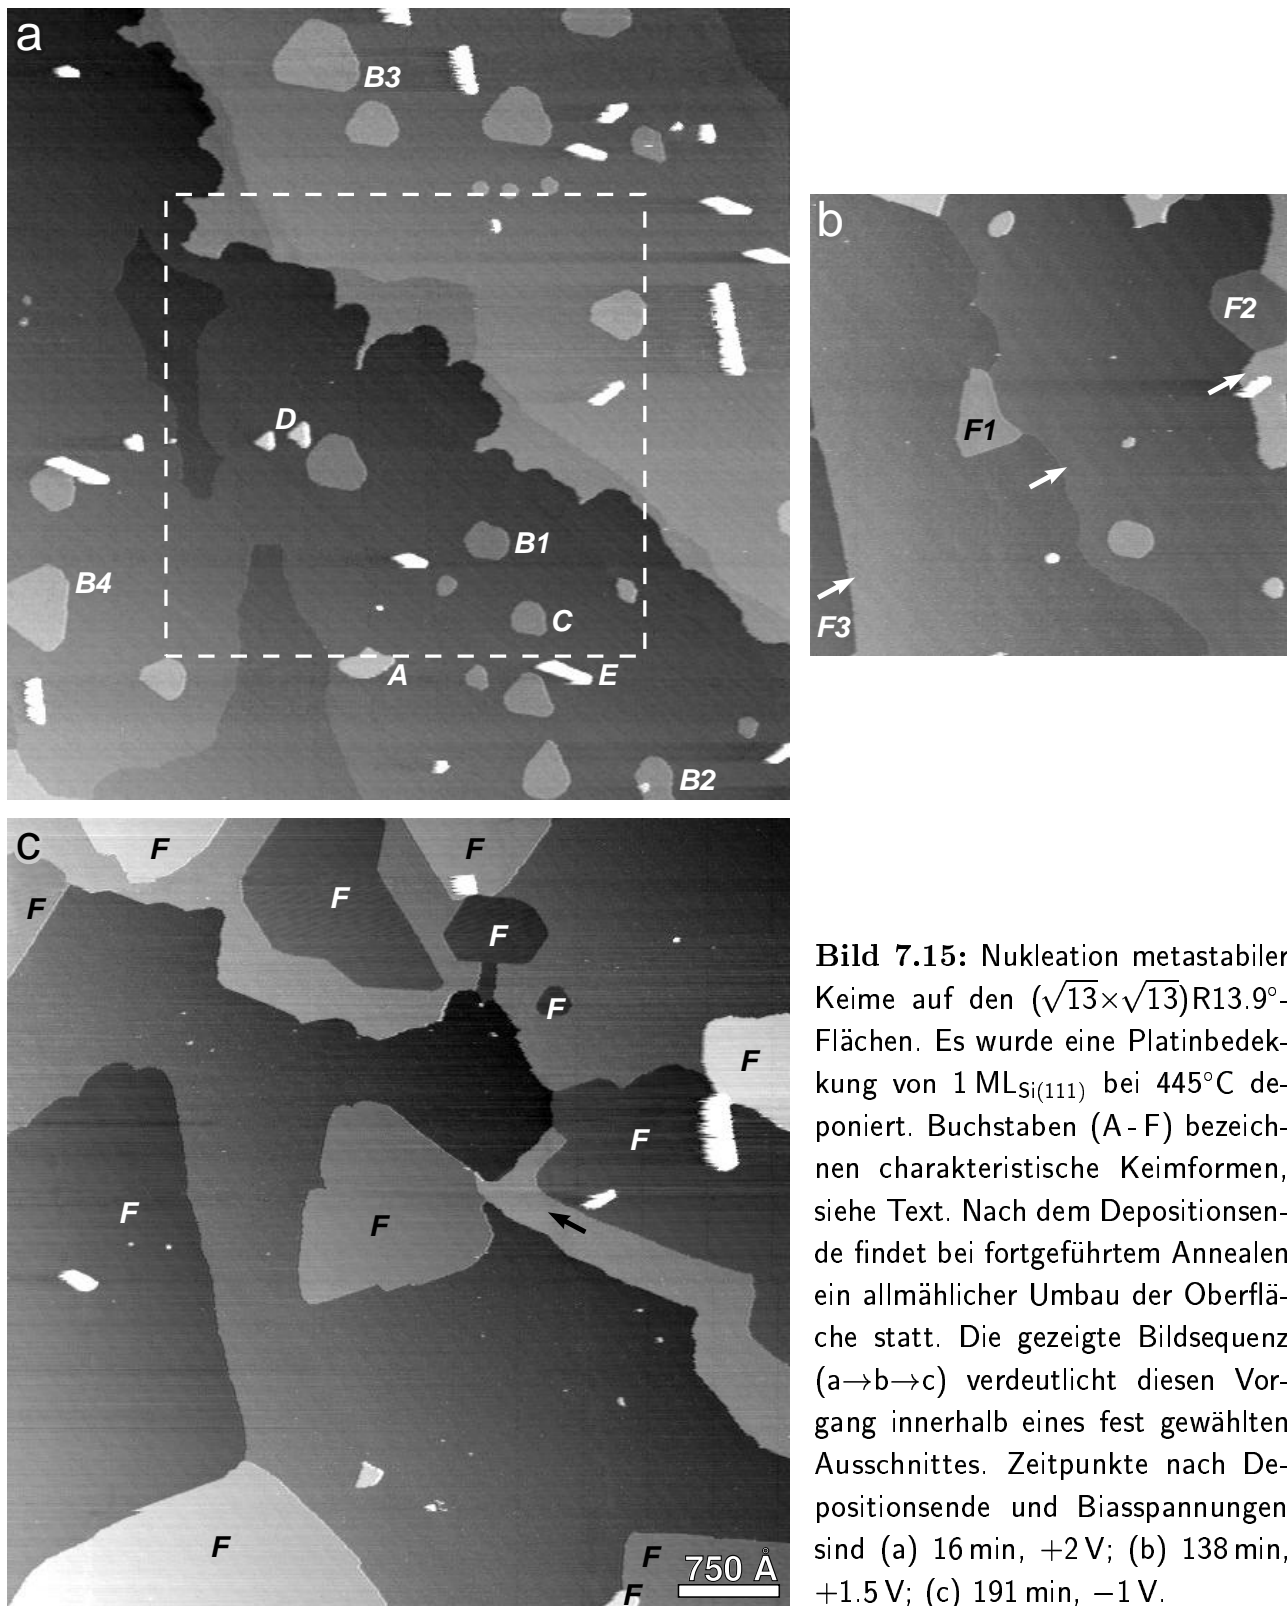 a
B3
D
B1
B4
C
A
E
B2
b
F2
F1
F3
c
F
F
F
F
F
F
F
F
F
F
F
F
F
750 Å
Bild 7.15: Nukleation metastabiler
Keime auf den (√13×√13)R13.9°-
Flächen. Es wurde eine Platinbedek-
kung von 1 ML Si(111) bei 445°C de-
poniert. Buchstaben (A - F) bezeich-
nen charakteristische Keimformen,
siehe Text. Nach dem Depositionsen-
de findet bei fortgeführtem Annealen
ein allmählicher Umbau der Oberflä-
che statt. Die gezeigte Bildsequenz
(a→b→c) verdeutlicht diesen Vor-
gang innerhalb eines fest gewählten
Ausschnittes. Zeitpunkte nach De-
positionsende und Biasspannungen
sind (a) 16 min, +2 V; (b) 138 min,
+1.5 V; (c) 191 min, −1 V.